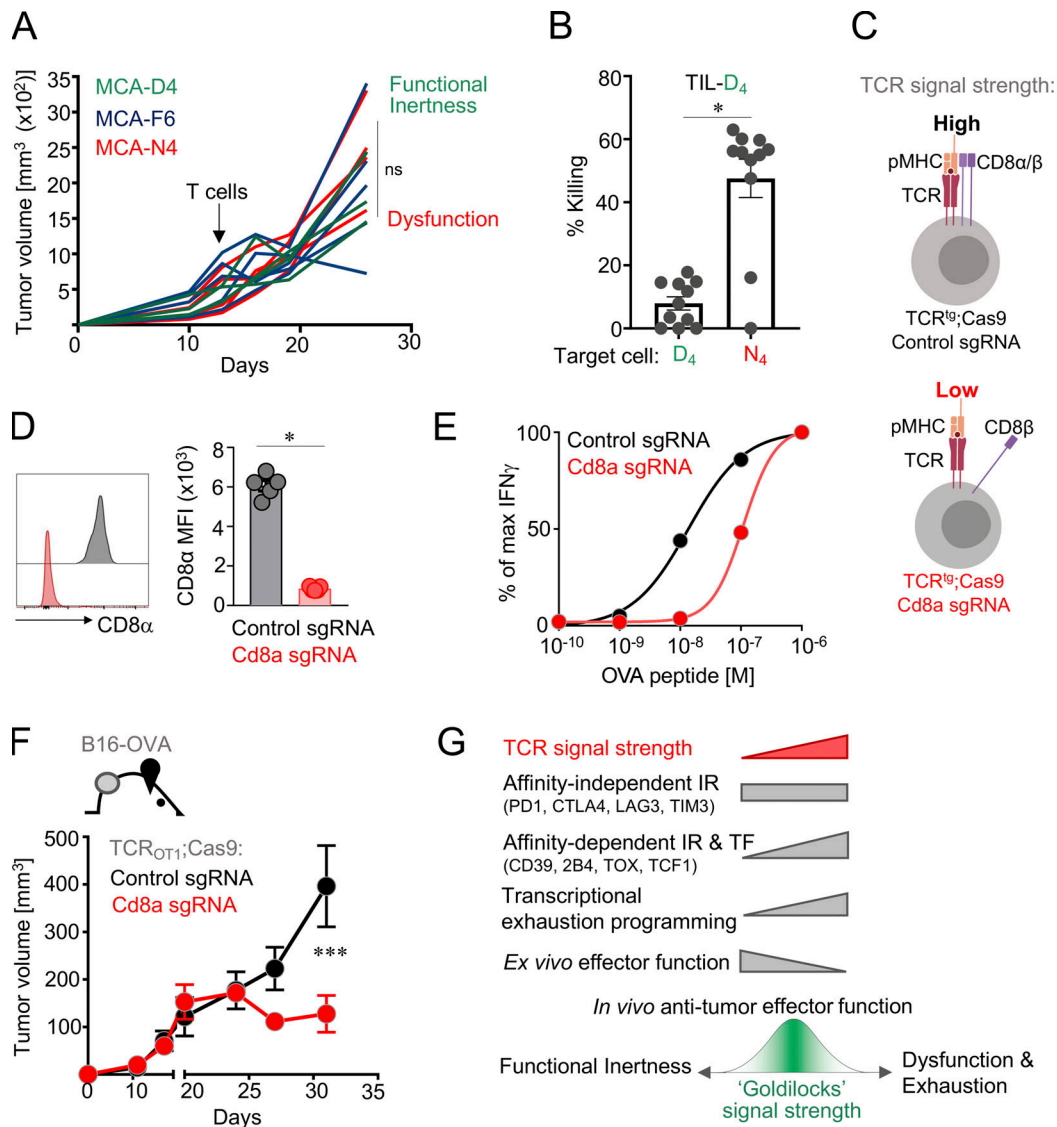 A
Tumor volume [mm³ (x10²)]
35
30
25
20
15
10
5
0
10
20
30
Days
MCA-D4
MCA-F6
MCA-N4
T cells
Functional
Inertness
ns
Dysfunction
B
% Killing
80
60
40
20
0
TIL-D₄
*
Target cell: D₄ N₄
C
TCR signal strength:
High
pMHC
CD8α/β
TCR
TCRᵗᵍ;Cas9
Control sgRNA
Low
pMHC
CD8β
TCR
TCRᵗᵍ;Cas9
Cd8a sgRNA
D
CD8α
CD8α MFI (x10³)
8
6
4
2
0
*
Control sgRNA
Cd8a sgRNA
E
% of max IFNγ
100
50
0
Control sgRNA
Cd8a sgRNA
10⁻¹⁰ 10⁻⁹ 10⁻⁸ 10⁻⁷ 10⁻⁶
OVA peptide [M]
F
B16-OVA
Tumor volume [mm³]
500
400
300
200
100
TCR_OT1;Cas9:
Control sgRNA
Cd8a sgRNA
***
0 10 20 25 30 35
Days
G
TCR signal strength
Affinity-independent IR
(PD1, CTLA4, LAG3, TIM3)
Affinity-dependent IR & TF
(CD39, 2B4, TOX, TCF1)
Transcriptional
exhaustion programming
Ex vivo effector function
In vivo anti-tumor effector function
Functional Inertness
Dysfunction &
Exhaustion
'Goldilocks'
signal strength